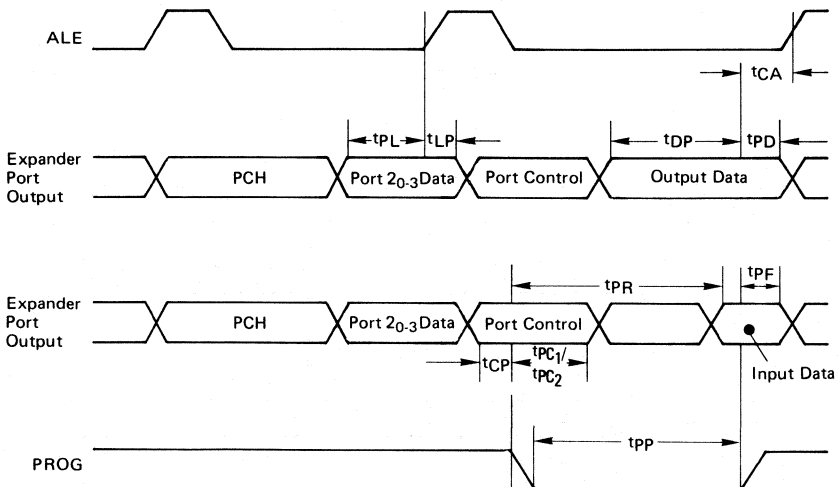 ALE
tCA
tPL tLP tDP tPD
Expander
Port
Output
PCH Port 20-3Data Port Control Output Data
tPR tPF
Expander
Port
Output
PCH Port 20-3Data Port Control
tCP tPC1/
tPC2
Input Data
tPP
PROG